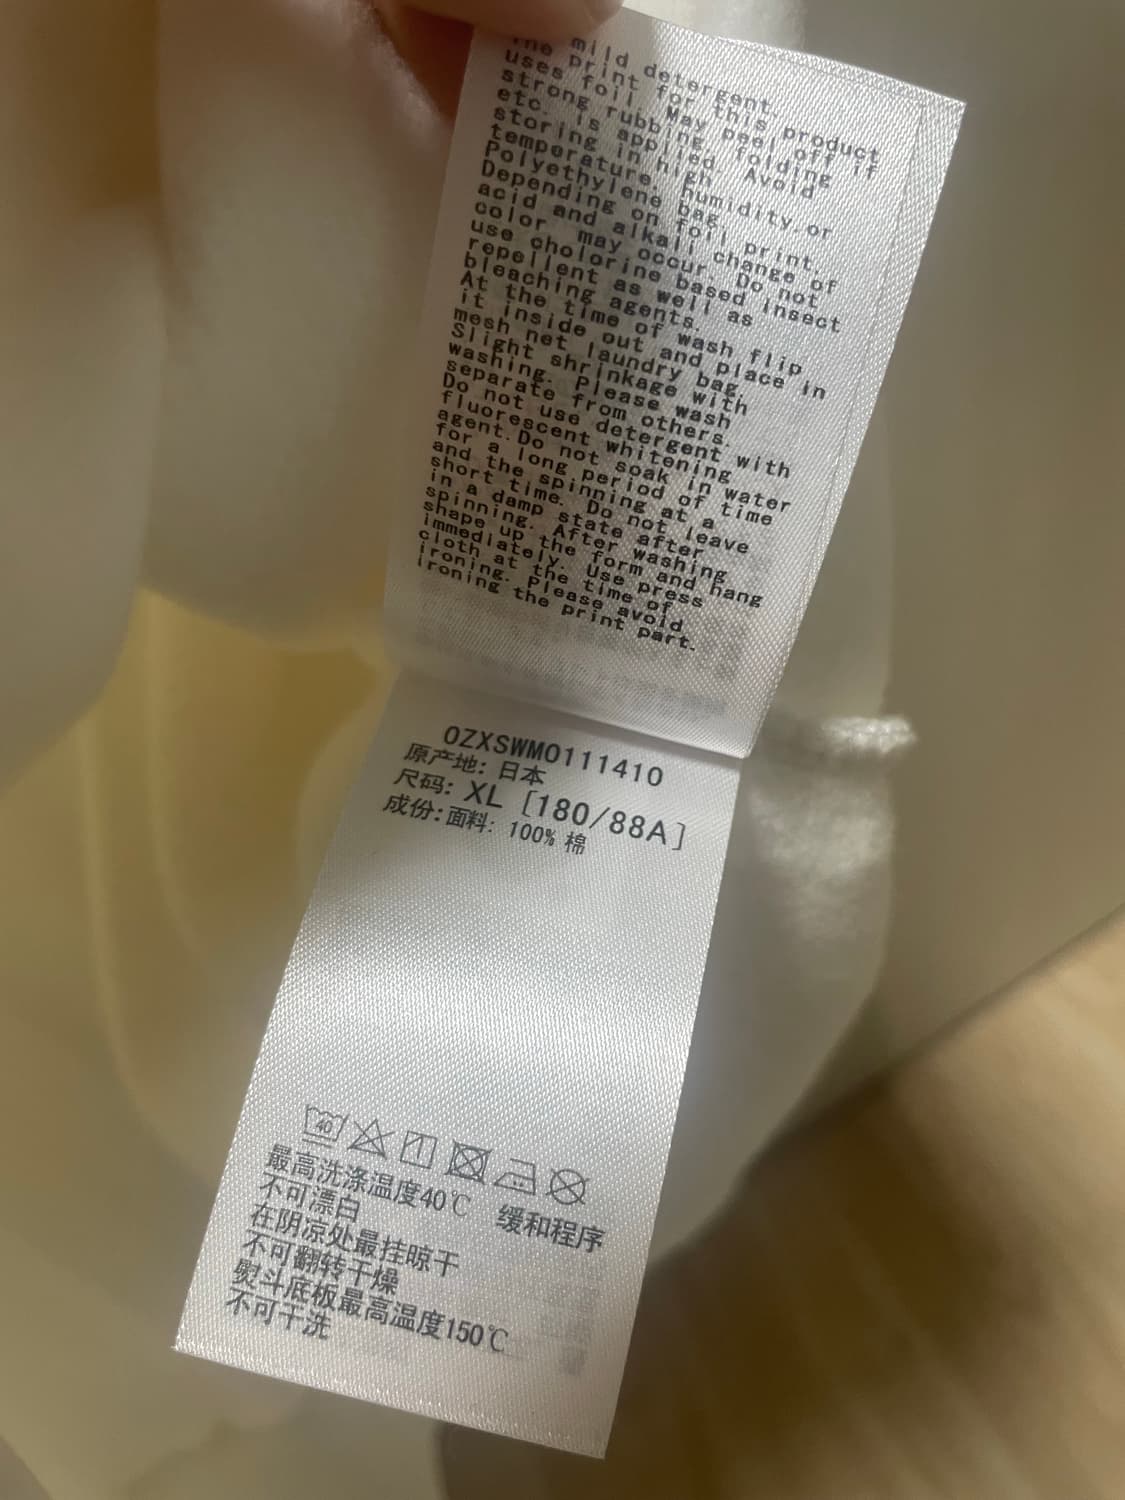 mild detergent.
The print for this product
uses foil. May peel off if
strong rubbing, folding
etc. is applied. Avoid
storing in high
temperature, humidity or
Polyethylene bag.
Depending on foil print,
acid and alkali change of
color may occur. Do not
use cholorine based insect
repellent as well as
bleaching agents.
At the time of wash flip
it inside out and place in
mesh net laundry bag.
Slight shrinkage with
washing. Please wash
separate from others.
Do not use detergent with
fluorescent whitening
agent.Do not soak in water
for a long period of time
and the spinning at a
short time. Do not leave
in a damp state after
spinning. After washing
shape up the form and hang
immediately. Use press
cloth at the time of
ironing. Please avoid
ironing the print part.
OZXSWM0111410
原产地: 日本
尺码: XL [180/88A]
成份:面料: 100% 棉
40
最高洗涤温度40℃ 缓和程序
不可漂白
在阴凉处最挂晾干
不可翻转干燥
熨斗底板最高温度150℃
不可干洗